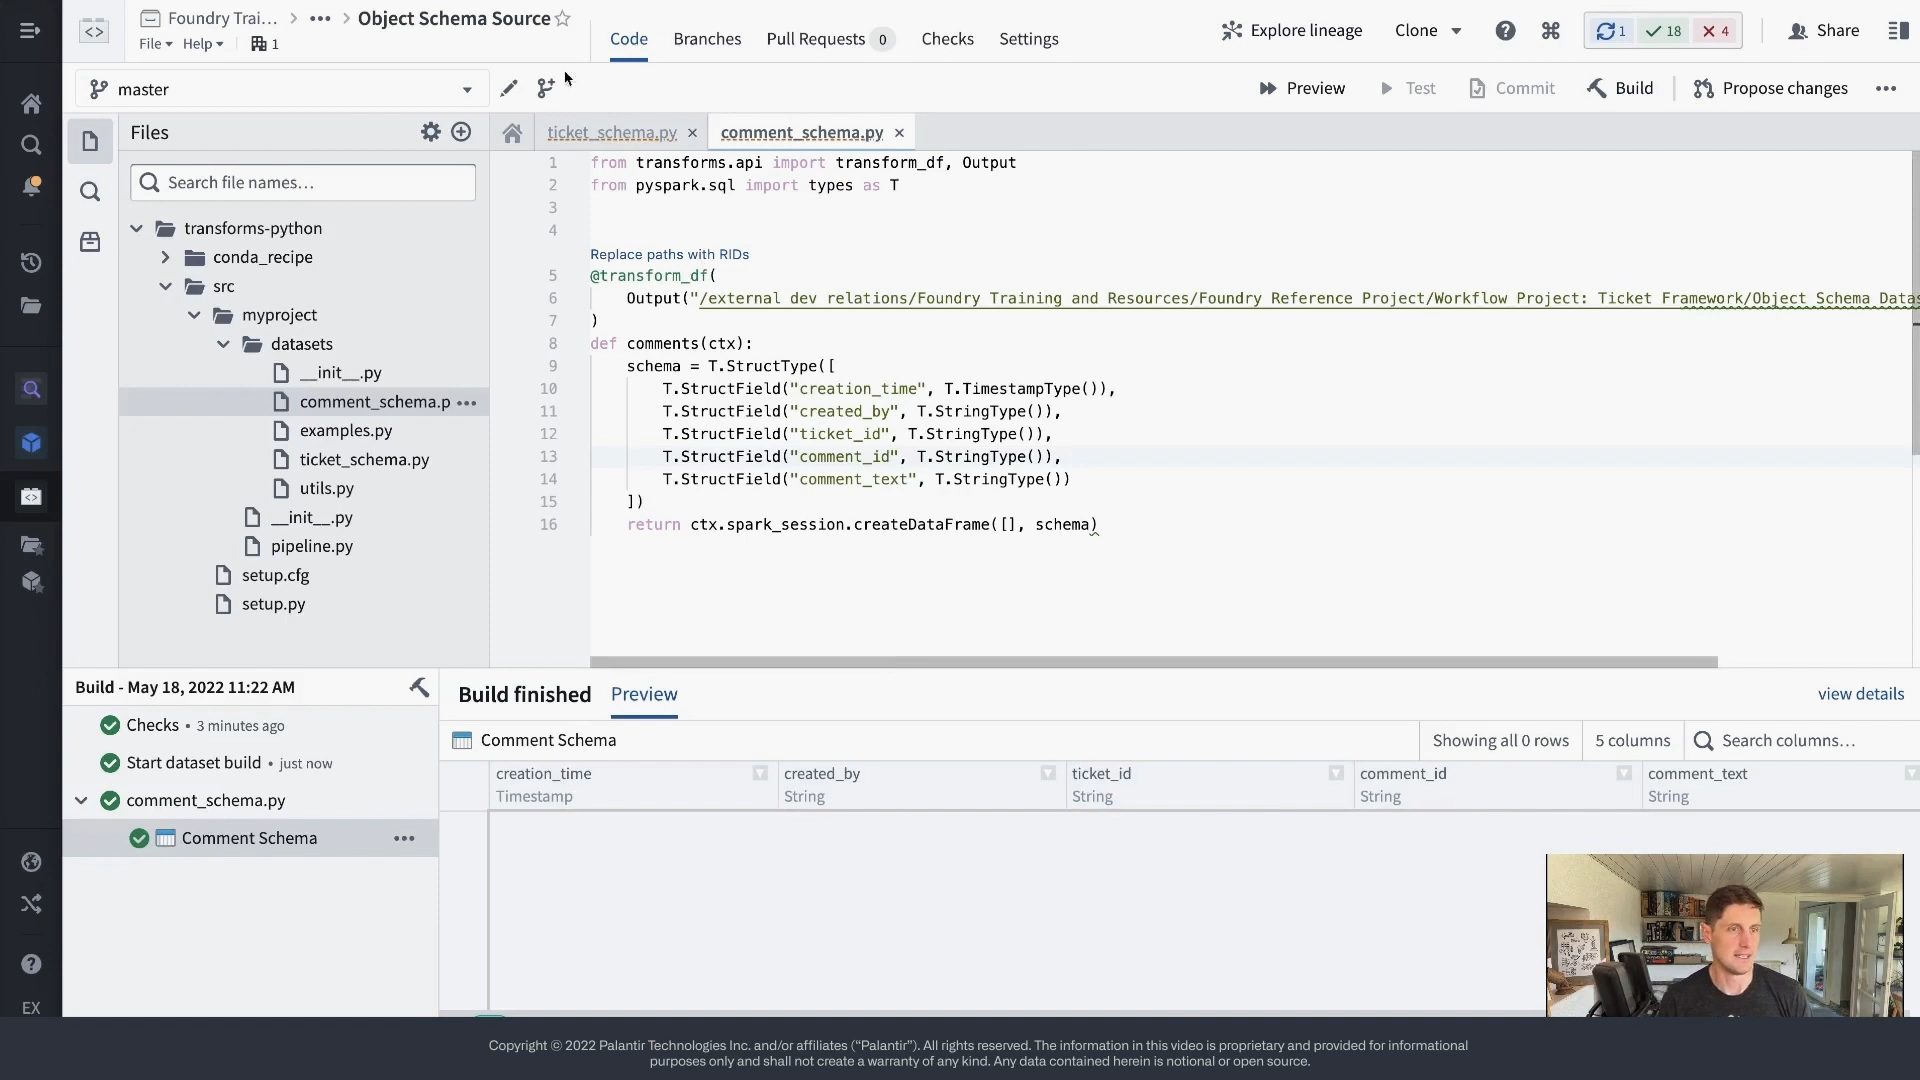 Foundry Trai… > ••• > Object Schema Source
File Help 1
Code
Branches
Pull Requests 0
Checks
Settings
Explore lineage
Clone
1 18 4
Share
master
Preview
Test
Commit
Build
Propose changes
Files
Search file names…
transforms-python
conda_recipe
src
myproject
datasets
__init__.py
comment_schema.p
examples.py
ticket_schema.py
utils.py
__init__.py
pipeline.py
setup.cfg
setup.py
ticket_schema.py
comment_schema.py
1 from transforms.api import transform_df, Output
2 from pyspark.sql import types as T
3
4
Replace paths with RIDs
5 @transform_df(
6 Output("/external dev relations/Foundry Training and Resources/Foundry Reference Project/Workflow Project: Ticket Framework/Object Schema Datas
7 )
8 def comments(ctx):
9 schema = T.StructType([
10 T.StructField("creation_time", T.TimestampType()),
11 T.StructField("created_by", T.StringType()),
12 T.StructField("ticket_id", T.StringType()),
13 T.StructField("comment_id", T.StringType()),
14 T.StructField("comment_text", T.StringType())
15 ])
16 return ctx.spark_session.createDataFrame([], schema)
Build - May 18, 2022 11:22 AM
Checks • 3 minutes ago
Start dataset build • just now
comment_schema.py
Comment Schema
Build finished
Preview
view details
Comment Schema
Showing all 0 rows
5 columns
Search columns…
creation_time
Timestamp
created_by
String
ticket_id
String
comment_id
String
comment_text
String
EX
Copyright © 2022 Palantir Technologies Inc. and/or affiliates (“Palantir”). All rights reserved. The information in this video is proprietary and provided for informational
purposes only and shall not create a warranty of any kind. Any data contained herein is notional or open source.